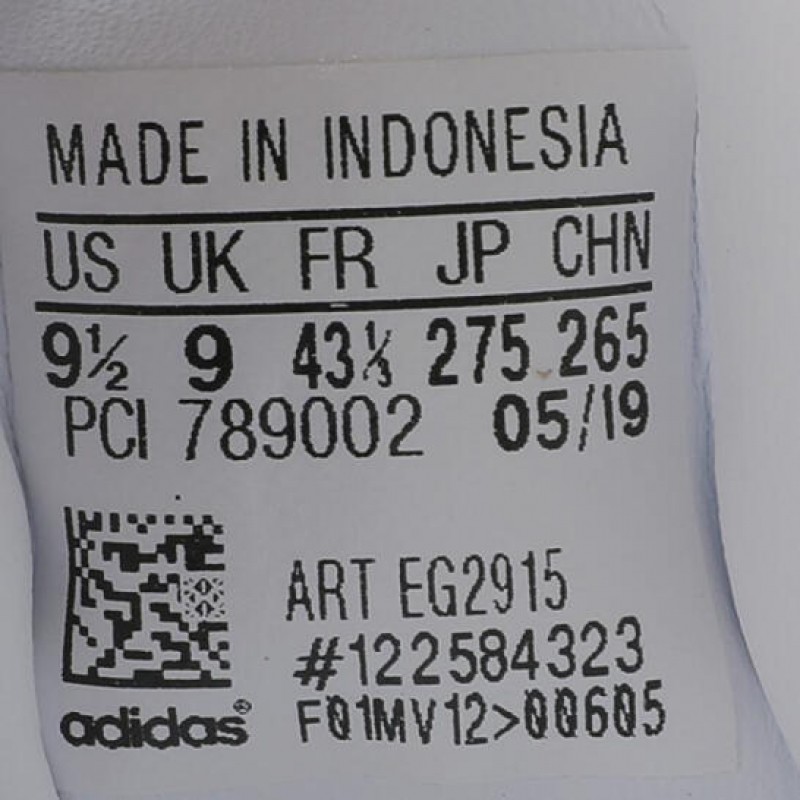 MADE IN INDONESIA
US UK FR JP CHN
9½ 9 43⅓ 275 265
PCI 789002 05/19
ART EG2915
#122584323
adidas® F01MV12>00605